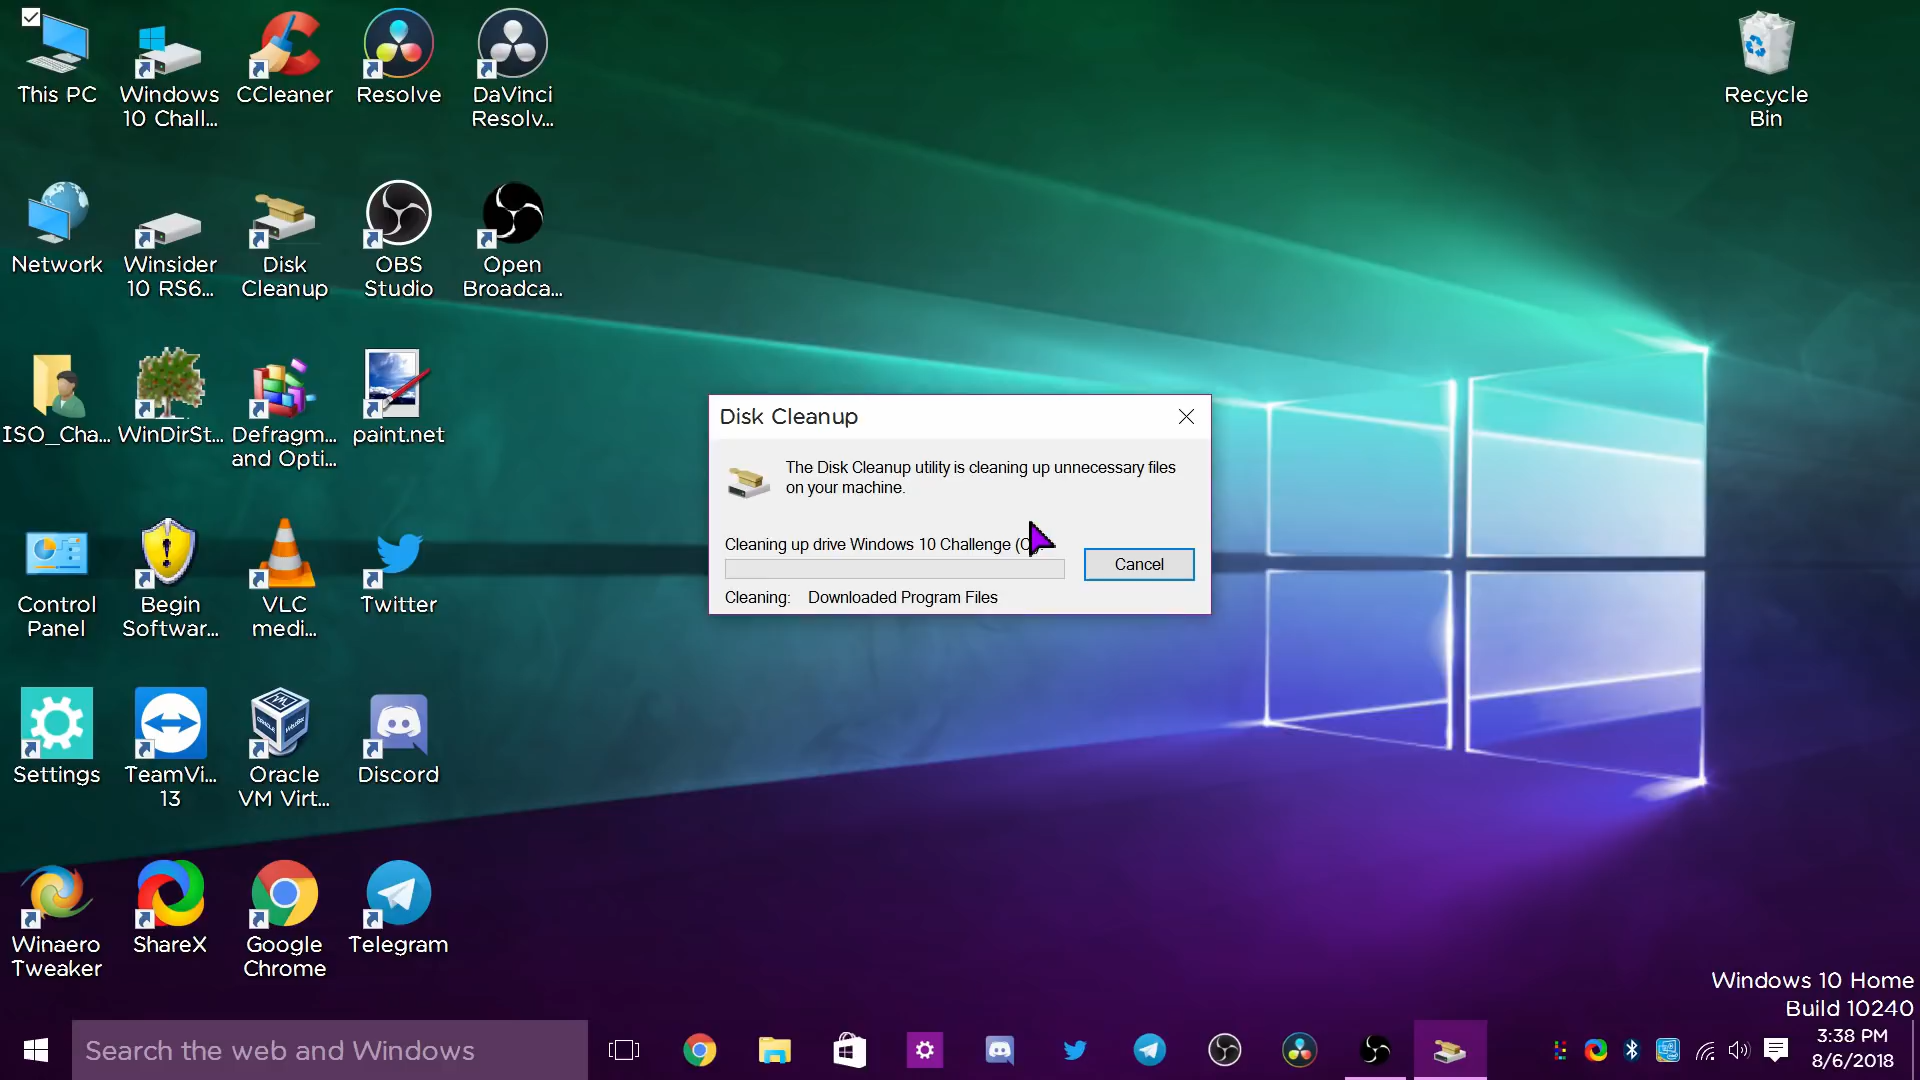 This PC
Windows
10 Chall...
CCleaner
Resolve
DaVinci
Resolv...
Recycle
Bin
Network
Winsider
10 RS6...
Disk
Cleanup
OBS
Studio
Open
Broadca...
ISO_Cha...
WinDirSt...
Defragm...
and Opti...
paint.net
Control
Panel
Begin
Softwar...
VLC
medi...
Twitter
Settings
TeamVi...
13
Oracle
VM Virt...
Discord
Winaero
Tweaker
ShareX
Google
Chrome
Telegram
Disk Cleanup
The Disk Cleanup utility is cleaning up unnecessary files
on your machine.
Cleaning up drive Windows 10 Challenge
Cancel
Cleaning: Downloaded Program Files
Windows 10 Home
Build 10240
Search the web and Windows
3:38 PM
8/6/2018